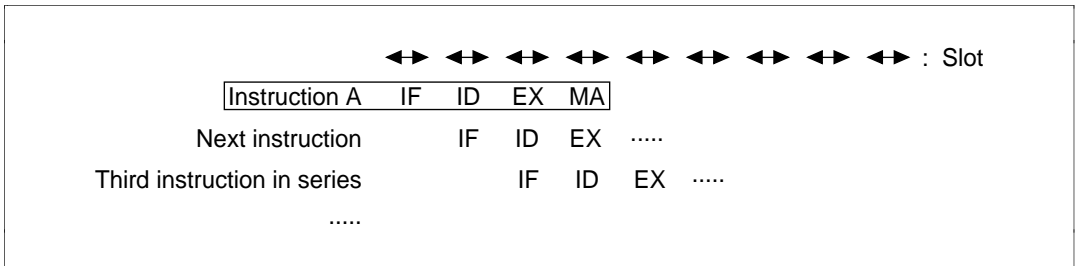 : Slot
Instruction A IF ID EX MA
Next instruction IF ID EX .....
Third instruction in series IF ID EX .....
.....